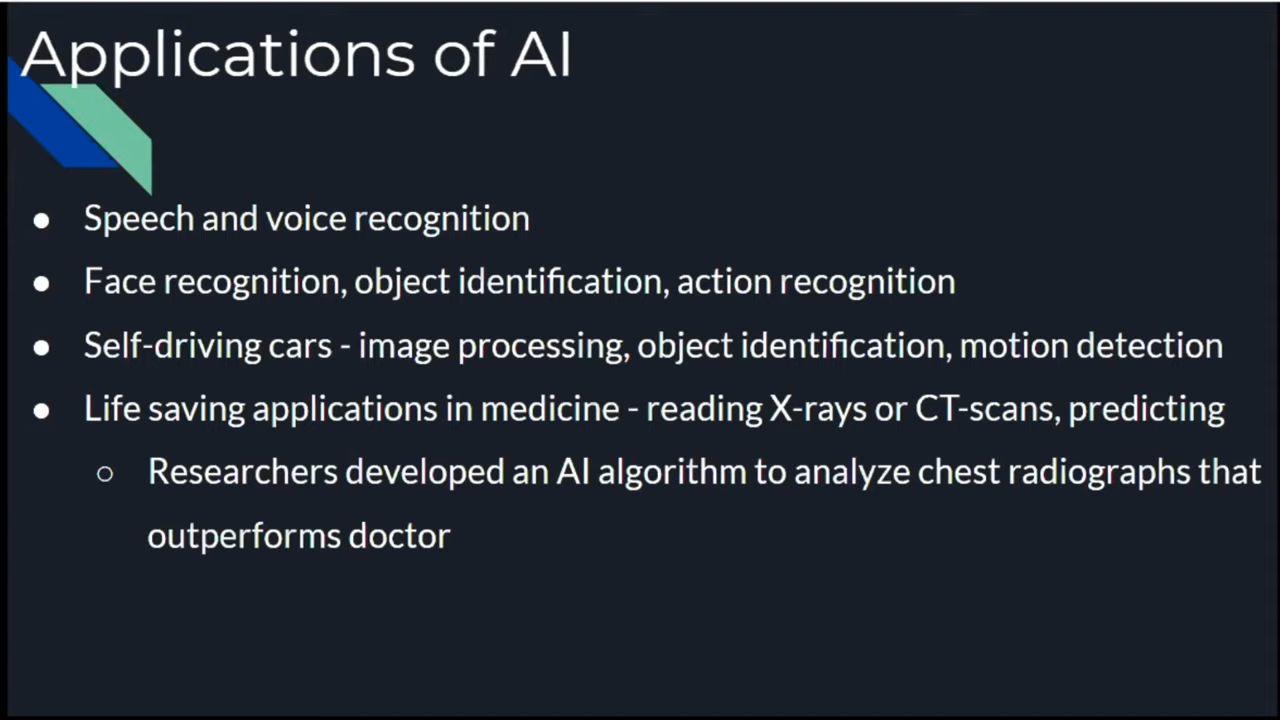 Applications of AI
● Speech and voice recognition
● Face recognition, object identification, action recognition
● Self-driving cars - image processing, object identification, motion detection
● Life saving applications in medicine - reading X-rays or CT-scans, predicting
○ Researchers developed an AI algorithm to analyze chest radiographs that
outperforms doctor